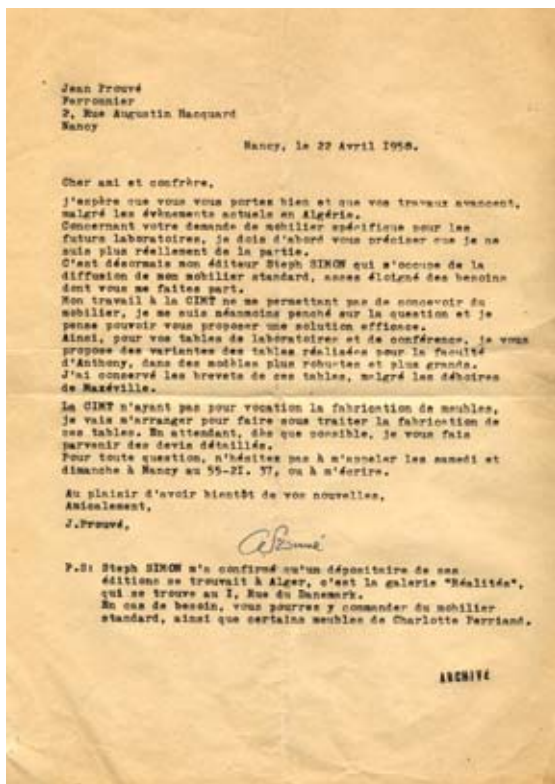 Jean Prouvé
Ferronnier
2, Rue Augustin Hacquard
Nancy
Nancy, le 22 Avril I958.
Cher ami et confrère,
j'espère que vous vous portez bien et que vos travaux avancent,
malgré les évènements actuels en Algérie.
Concernant votre demande de mobilier spécifique pour les
futurs laboratoires, je dois d'abord vous préciser que je ne
suis plus réellement de la partie.
C'est désormais mon éditeur Steph SIMON qui s'occupe de la
diffusion de mon mobilier standard, assez éloigné des besoins
dont vous me faites part.
Mon travail à la CIMT ne me permettant pas de concevoir du
mobilier, je me suis néanmoins penché sur la question et je
pense pouvoir vous proposer une solution efficace.
Ainsi, pour vos tables de laboratoires et de conférence, je vous
propose des variantes des tables réalisées pour la faculté
d'Anthony, dans des modèles plus robustes et plus grands.
J'ai conservé les brevets de ces tables, malgré les déboires
de Maxéville.
La CIMT n'ayant pas pour vocation la fabrication de meubles,
je vais m'arranger pour faire sous traiter la fabrication de
ces tables. En attendant, dès que possible, je vous fais
parvenir des devis détaillés.
Pour toute question, n'hésitez pas à m'appeler les samedi et
dimanche à Nancy au 55-2I. 37, ou à m'écrire.
Au plaisir d'avoir bientôt de vos nouvelles,
Amicalement,
J.Prouvé,
P.S: Steph SIMON m'a confirmé qu'un dépositaire de ses
éditions se trouvait à Alger, c'est la galerie "Réalités",
qui se trouve au I, Rue du Danemark.
En cas de besoin, vous pourrez y commander du mobilier
standard, ainsi que certains meubles de Charlotte Perriand.
ARCHIVÉ